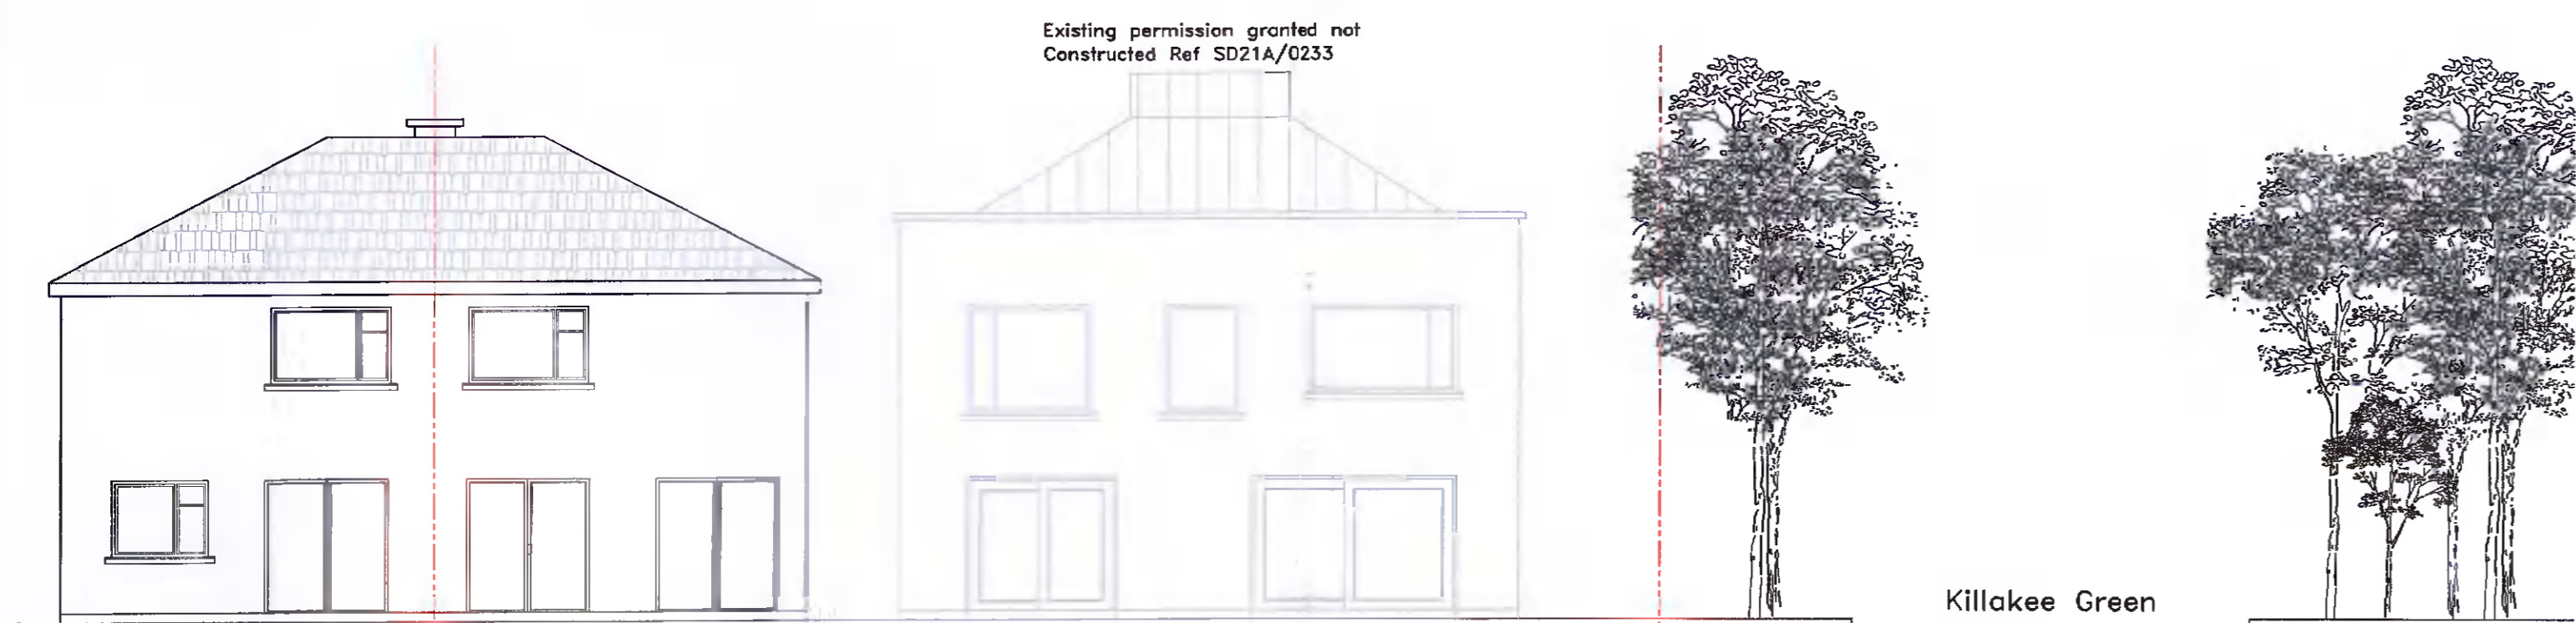 Existing permission granted not
Constructed Ref SD21A/0233
Killakee Green